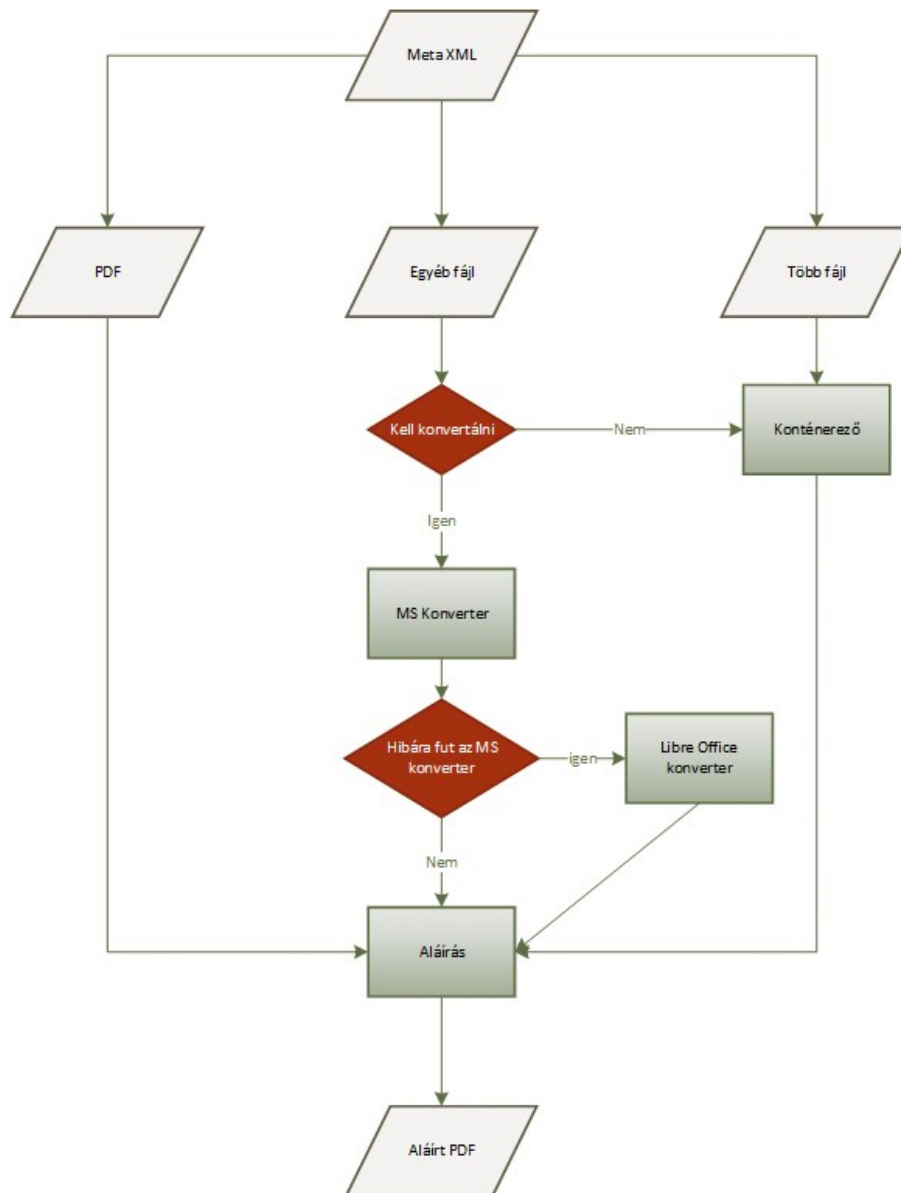 Meta XML
PDF
Egyéb fájl
Több fájl
Kell konvertálni
Nem
Konténerező
Igen
MS Konverter
Hibára fut az MS
konverter
igen
Libre Office
konverter
Nem
Aláírás
Aláírt PDF